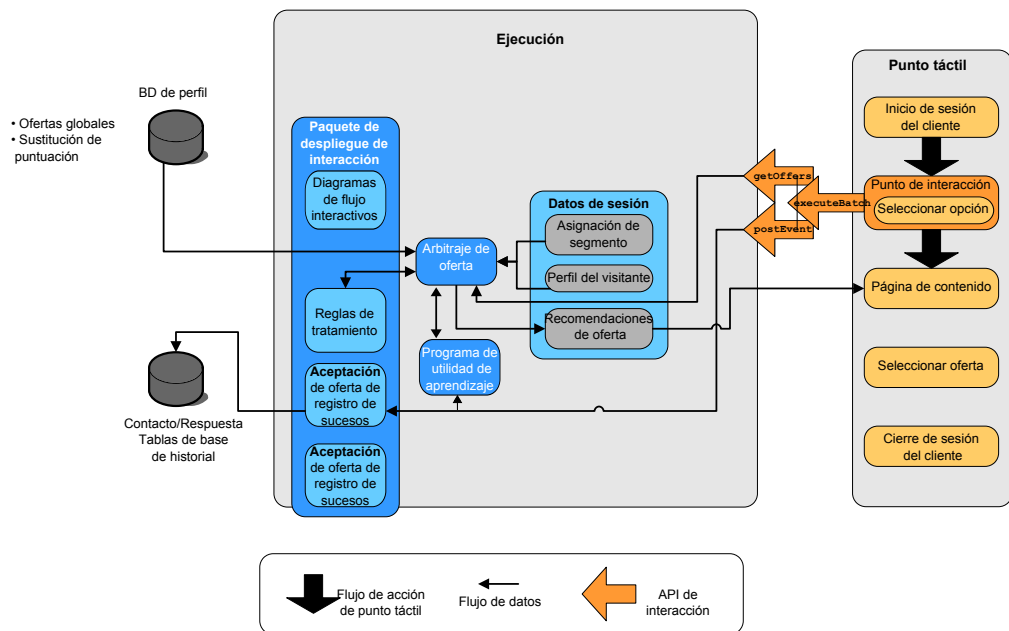 Ejecución
Punto táctil
BD de perfil
• Ofertas globales
• Sustitución de
puntuación
Paquete de
despliegue de
interacción
Diagramas
de flujo
interactivos
Arbitraje de
oferta
Reglas de
tratamiento
Programa de
utilidad de
aprendizaje
Aceptación
de oferta de
registro de
sucesos
Aceptación
de oferta de
registro de
sucesos
Contacto/Respuesta
Tablas de base
de historial
Datos de sesión
Asignación de
segmento
Perfil del visitante
Recomendaciones
de oferta
getOffers
executeBatch
postEvent
Inicio de sesión
del cliente
Punto de interacción
Seleccionar opción
Página de contenido
Seleccionar oferta
Cierre de sesión
del cliente
Flujo de acción
de punto táctil
Flujo de datos
API de
interacción